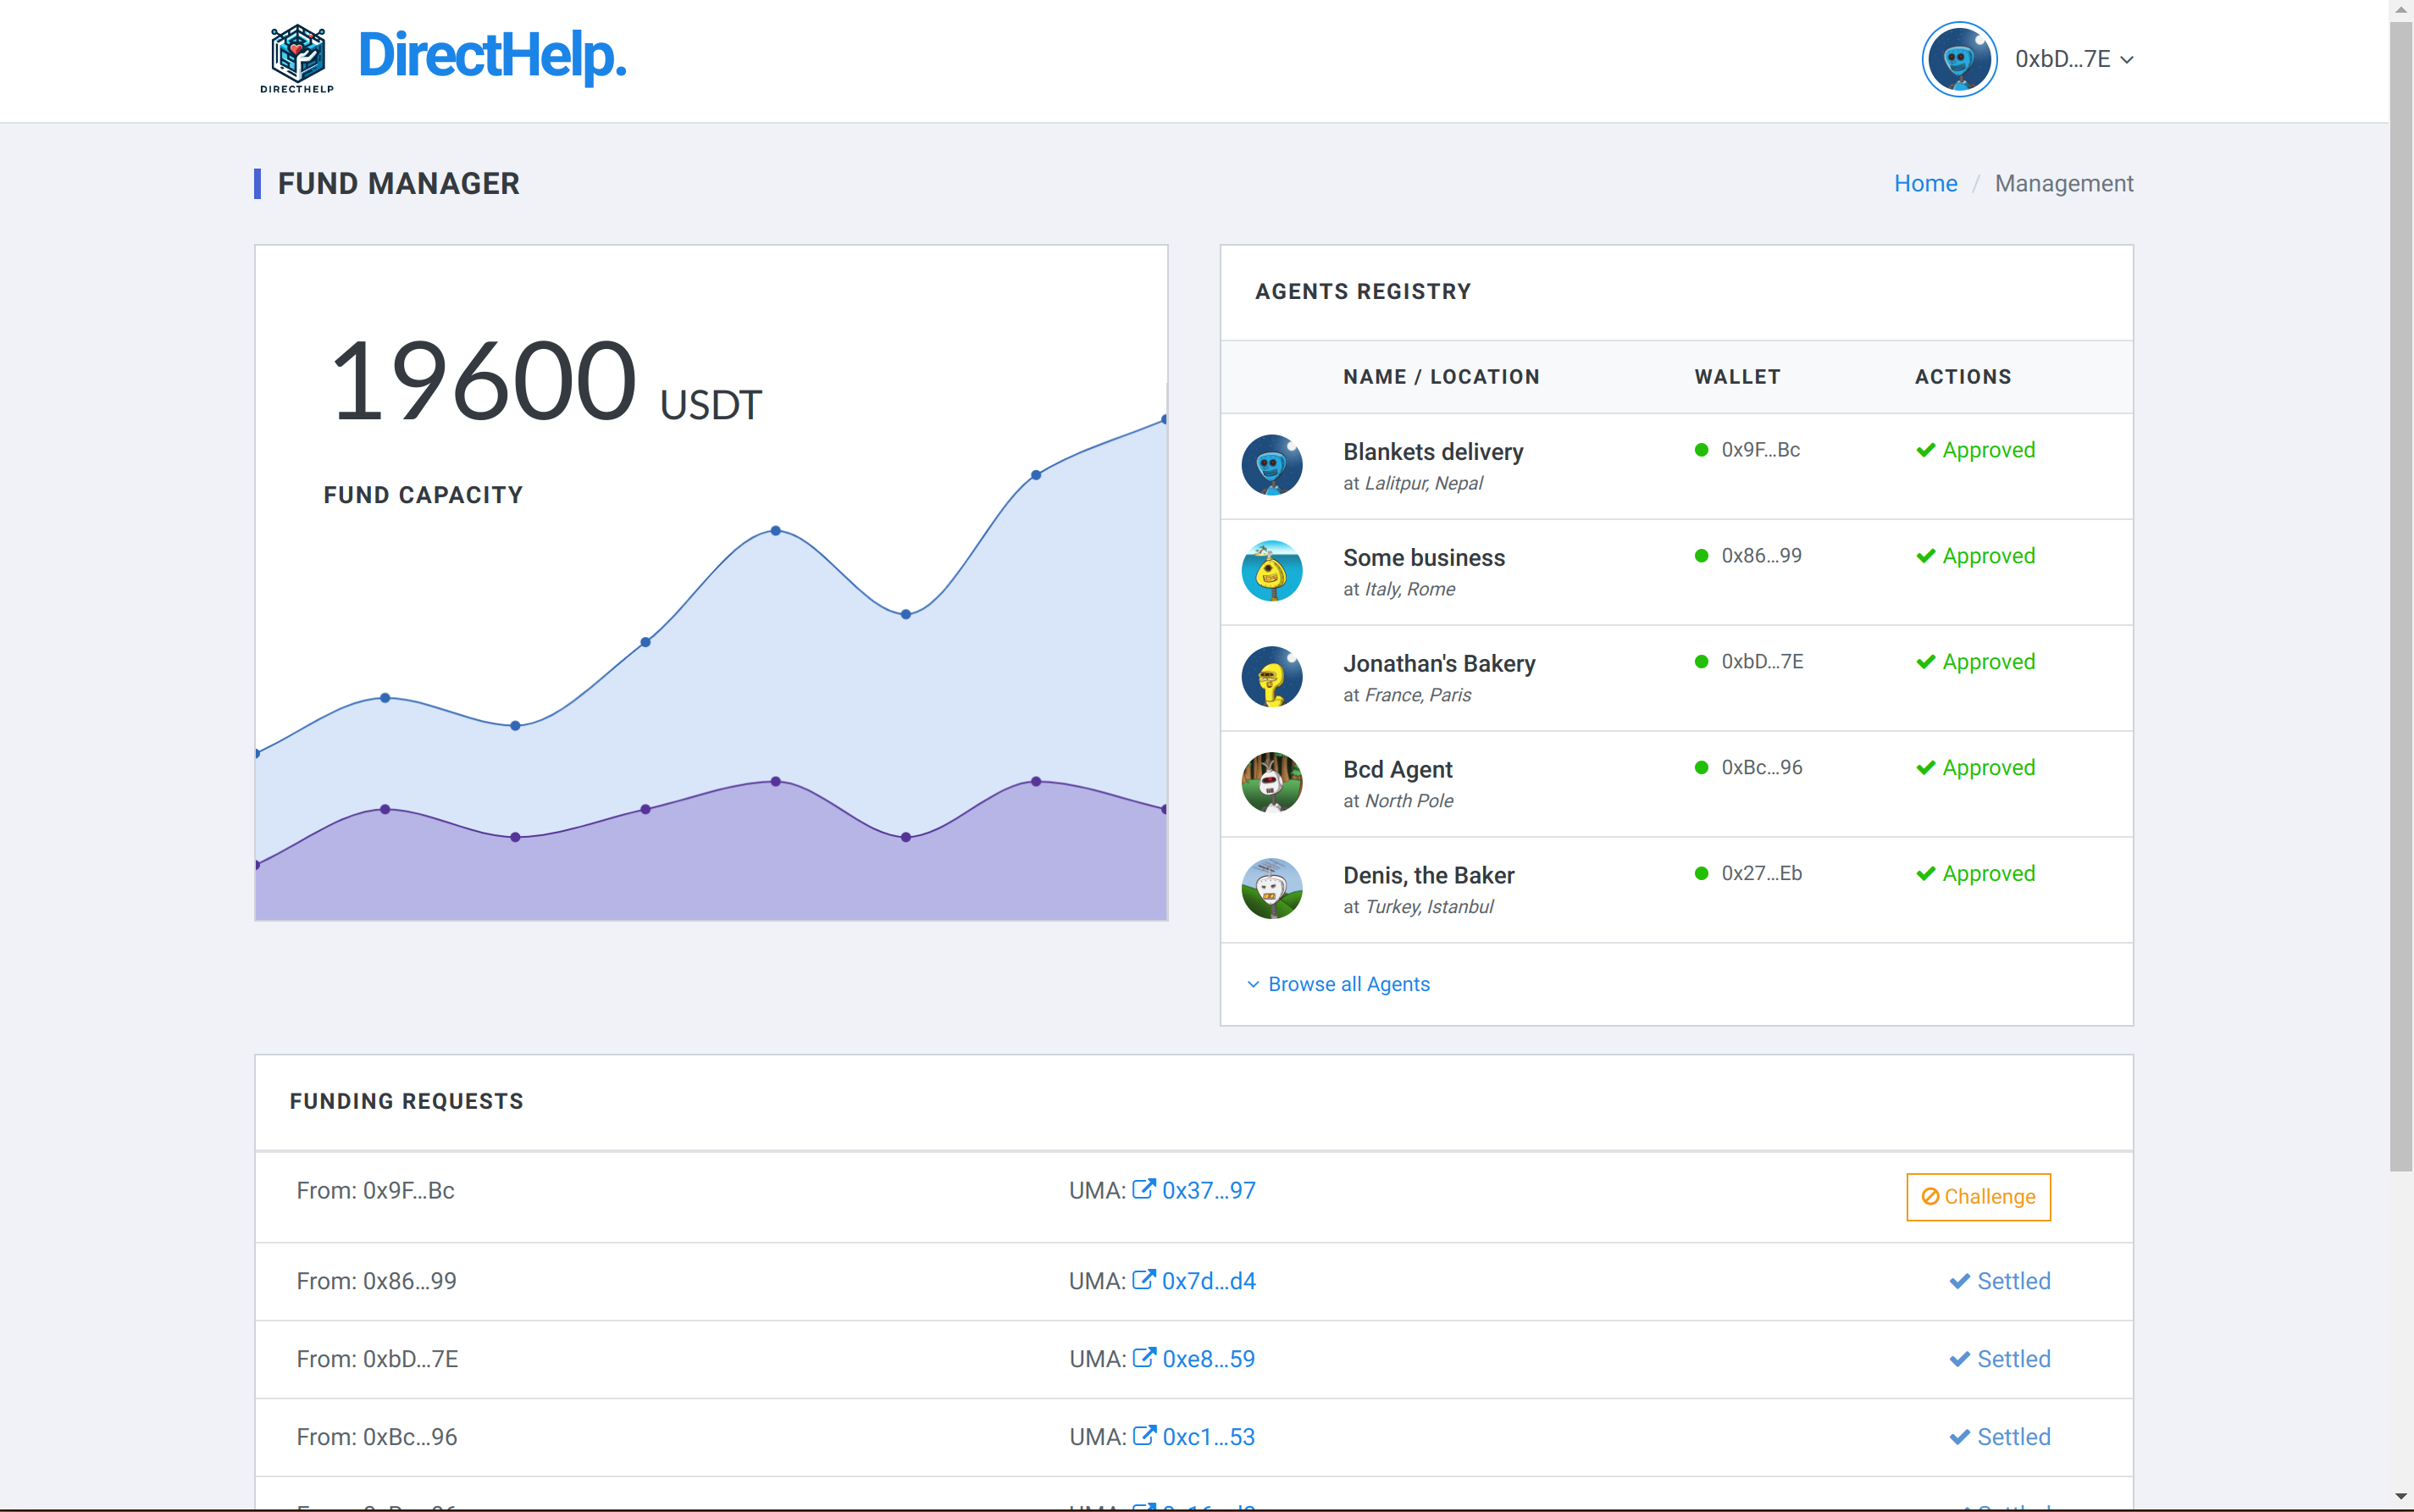 DIRECTHELP
DirectHelp.
0xbD...7E
FUND MANAGER
Home / Management
19600 USDT
FUND CAPACITY
AGENTS REGISTRY
NAME / LOCATION WALLET ACTIONS
Blankets delivery 0x9F...Bc Approved
at Lalitpur, Nepal
Some business 0x86...99 Approved
at Italy, Rome
Jonathan's Bakery 0xbD...7E Approved
at France, Paris
Bcd Agent 0xBc...96 Approved
at North Pole
Denis, the Baker 0x27...Eb Approved
at Turkey, Istanbul
Browse all Agents
FUNDING REQUESTS
From: 0x9F...Bc UMA: 0x37...97 Challenge
From: 0x86...99 UMA: 0x7d...d4 Settled
From: 0xbD...7E UMA: 0xe8...59 Settled
From: 0xBc...96 UMA: 0xc1...53 Settled